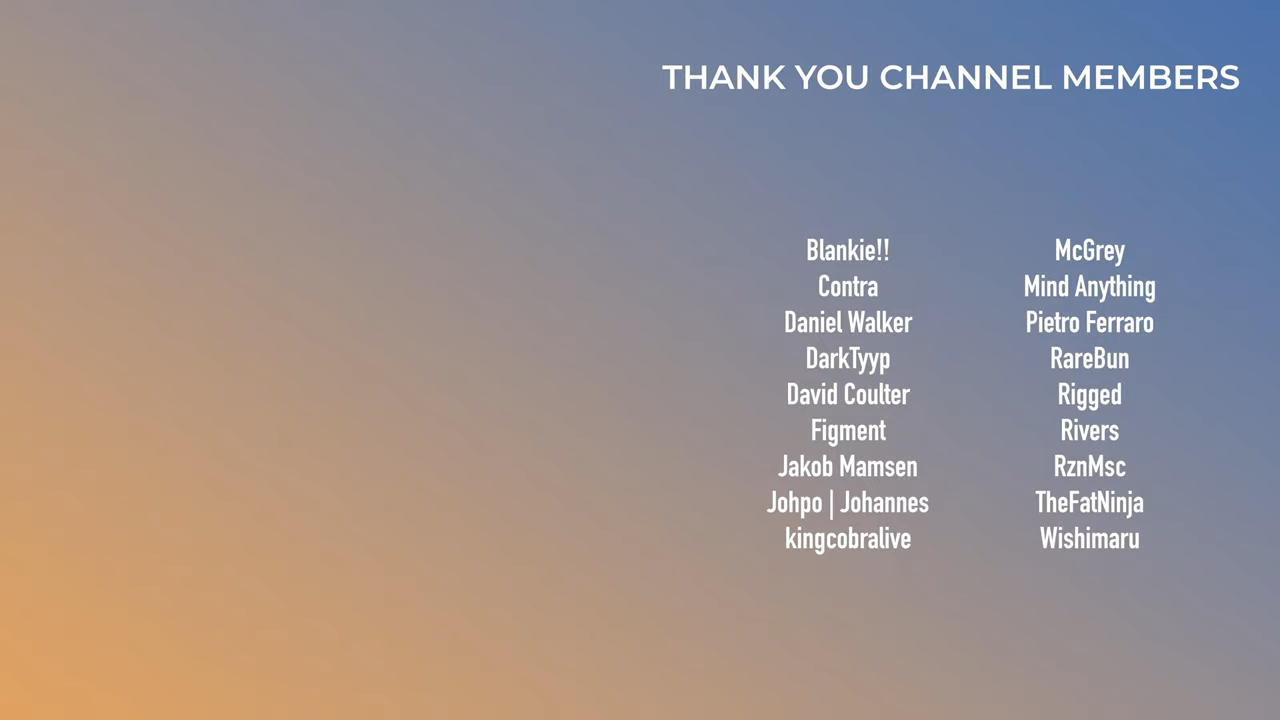 THANK YOU CHANNEL MEMBERS
Blankie!!
Contra
Daniel Walker
DarkTyyp
David Coulter
Figment
Jakob Mamsen
Johpo | Johannes
kingcobralive
McGrey
Mind Anything
Pietro Ferraro
RareBun
Rigged
Rivers
RznMsc
TheFatNinja
Wishimaru